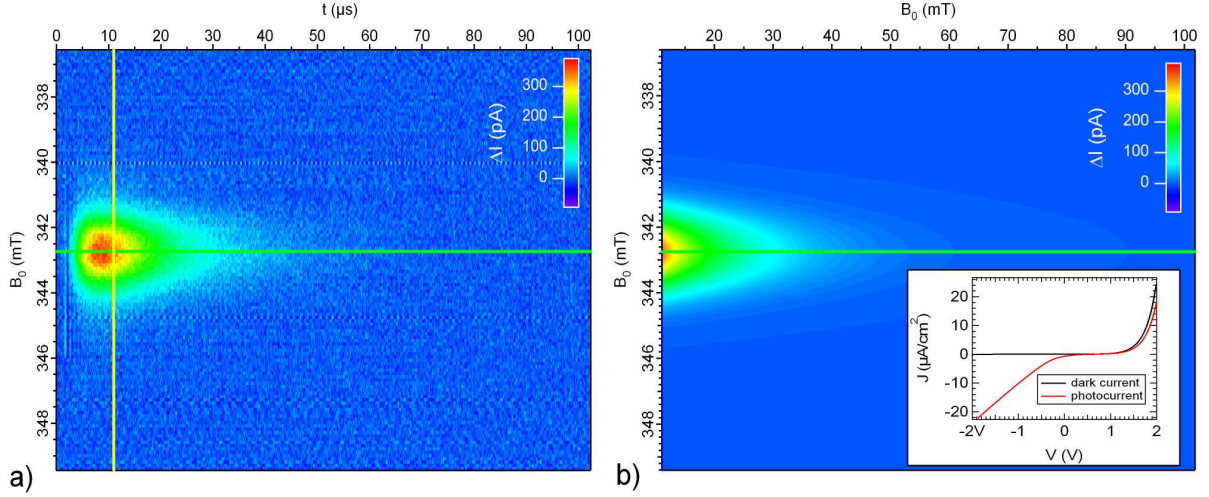 t (µs)
0 10 20 30 40 50 60 70 80 90 100
B0 (mT)
338
340
342
344
346
348
ΔI (pA)
300
200
100
0
a)
B0 (mT)
20 30 40 50 60 70 80 90 100
B0 (mT)
338
340
342
344
346
348
ΔI (pA)
300
200
100
0
b)
J (µA/cm2)
20
10
0
-10
-20
dark current
photocurrent
-2V -1 0 1 2
V (V)